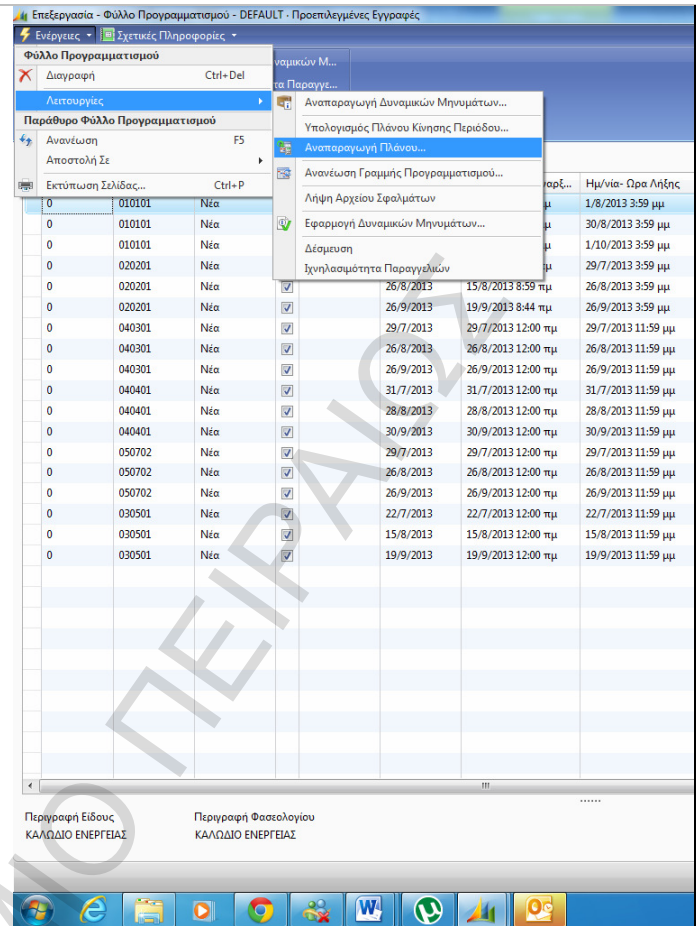 Επεξεργασία - Φύλλο Προγραμματισμού - DEFAULT · Προεπιλεγμένες Εγγραφές
Ενέργειες Σχετικές Πληροφορίες
Φύλλο Προγραμματισμού
Διαγραφή Ctrl+Del
Λειτουργίες
Παράθυρο Φύλλο Προγραμματισμού
Ανανέωση F5
Αποστολή Σε
Εκτύπωση Σελίδας... Ctrl+P
ναμικών Μ...
τα Παραγγε...
Αναπαραγωγή Δυναμικών Μηνυμάτων...
Υπολογισμός Πλάνου Κίνησης Περιόδου...
Αναπαραγωγή Πλάνου...
Ανανέωση Γραμμής Προγραμματισμού...
Λήψη Αρχείου Σφαλμάτων
Εφαρμογή Δυναμικών Μηνυμάτων...
Δέσμευση
Ιχνηλασιμότητα Παραγγελιών
ναρξ... Ημ/νία- Ώρα Λήξης
0 010101 Νέα μ 1/8/2013 3:59 μμ
0 010101 Νέα μ 30/8/2013 3:59 μμ
0 010101 Νέα μ 1/10/2013 3:59 μμ
0 020201 Νέα μ 29/7/2013 3:59 μμ
0 020201 Νέα 26/8/2013 15/8/2013 8:59 πμ 26/8/2013 3:59 μμ
0 020201 Νέα 26/9/2013 19/9/2013 8:44 πμ 26/9/2013 3:59 μμ
0 040301 Νέα 29/7/2013 29/7/2013 12:00 πμ 29/7/2013 11:59 μμ
0 040301 Νέα 26/8/2013 26/8/2013 12:00 πμ 26/8/2013 11:59 μμ
0 040301 Νέα 26/9/2013 26/9/2013 12:00 πμ 26/9/2013 11:59 μμ
0 040401 Νέα 31/7/2013 31/7/2013 12:00 πμ 31/7/2013 11:59 μμ
0 040401 Νέα 28/8/2013 28/8/2013 12:00 πμ 28/8/2013 11:59 μμ
0 040401 Νέα 30/9/2013 30/9/2013 12:00 πμ 30/9/2013 11:59 μμ
0 050702 Νέα 29/7/2013 29/7/2013 12:00 πμ 29/7/2013 11:59 μμ
0 050702 Νέα 26/8/2013 26/8/2013 12:00 πμ 26/8/2013 11:59 μμ
0 050702 Νέα 26/9/2013 26/9/2013 12:00 πμ 26/9/2013 11:59 μμ
0 030501 Νέα 22/7/2013 22/7/2013 12:00 πμ 22/7/2013 11:59 μμ
0 030501 Νέα 15/8/2013 15/8/2013 12:00 πμ 15/8/2013 11:59 μμ
0 030501 Νέα 19/9/2013 19/9/2013 12:00 πμ 19/9/2013 11:59 μμ
Περιγραφή Είδους Περιγραφή Φασεολογίου
ΚΑΛΩΔΙΟ ΕΝΕΡΓΕΙΑΣ ΚΑΛΩΔΙΟ ΕΝΕΡΓΕΙΑΣ
ΠΕΙΡΑΙΩΣ